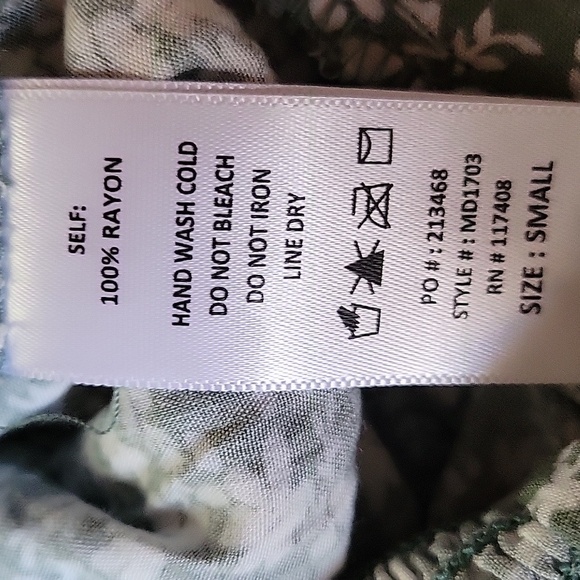 SELF:
100% RAYON
HAND WASH COLD
DO NOT BLEACH
DO NOT IRON
LINE DRY
PO # : 213468
STYLE # : MD1703
RN # 117408
SIZE : SMALL